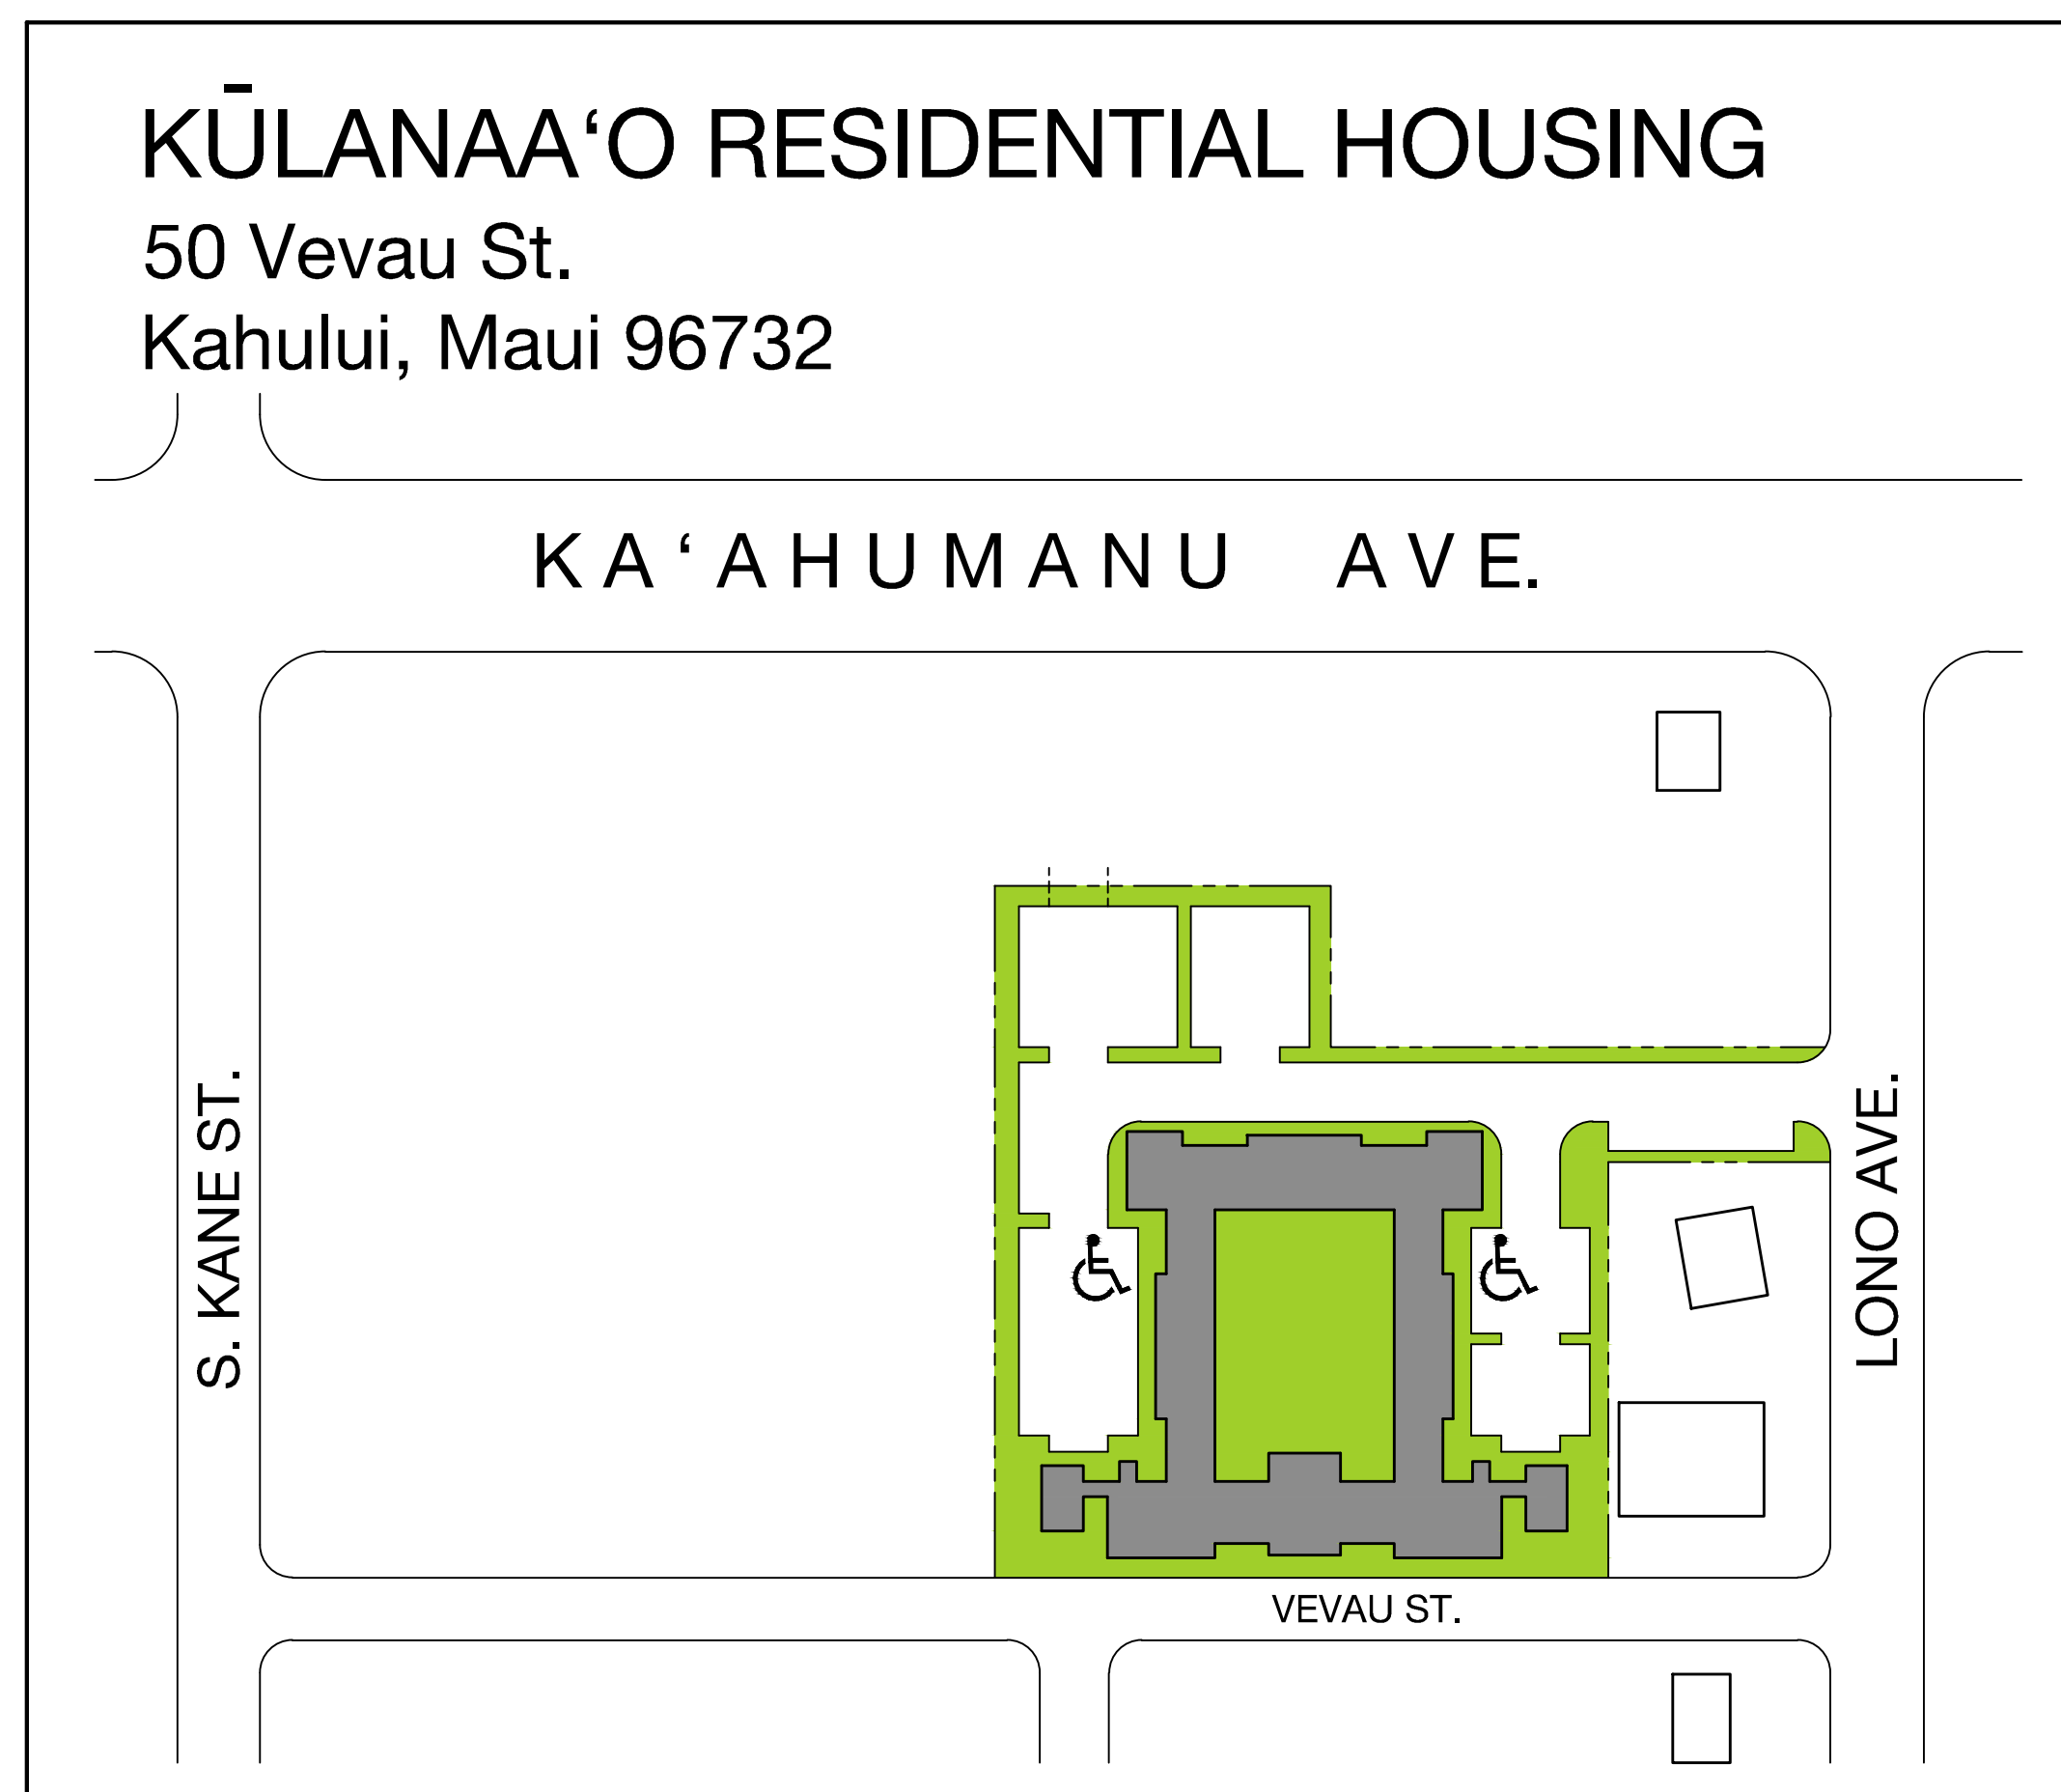 KŪLANAA‘O RESIDENTIAL HOUSING
50 Vevau St.
Kahului, Maui 96732
KA‘AHUMANU AVE.
S. KANE ST.
LONO AVE.
VEVAU ST.